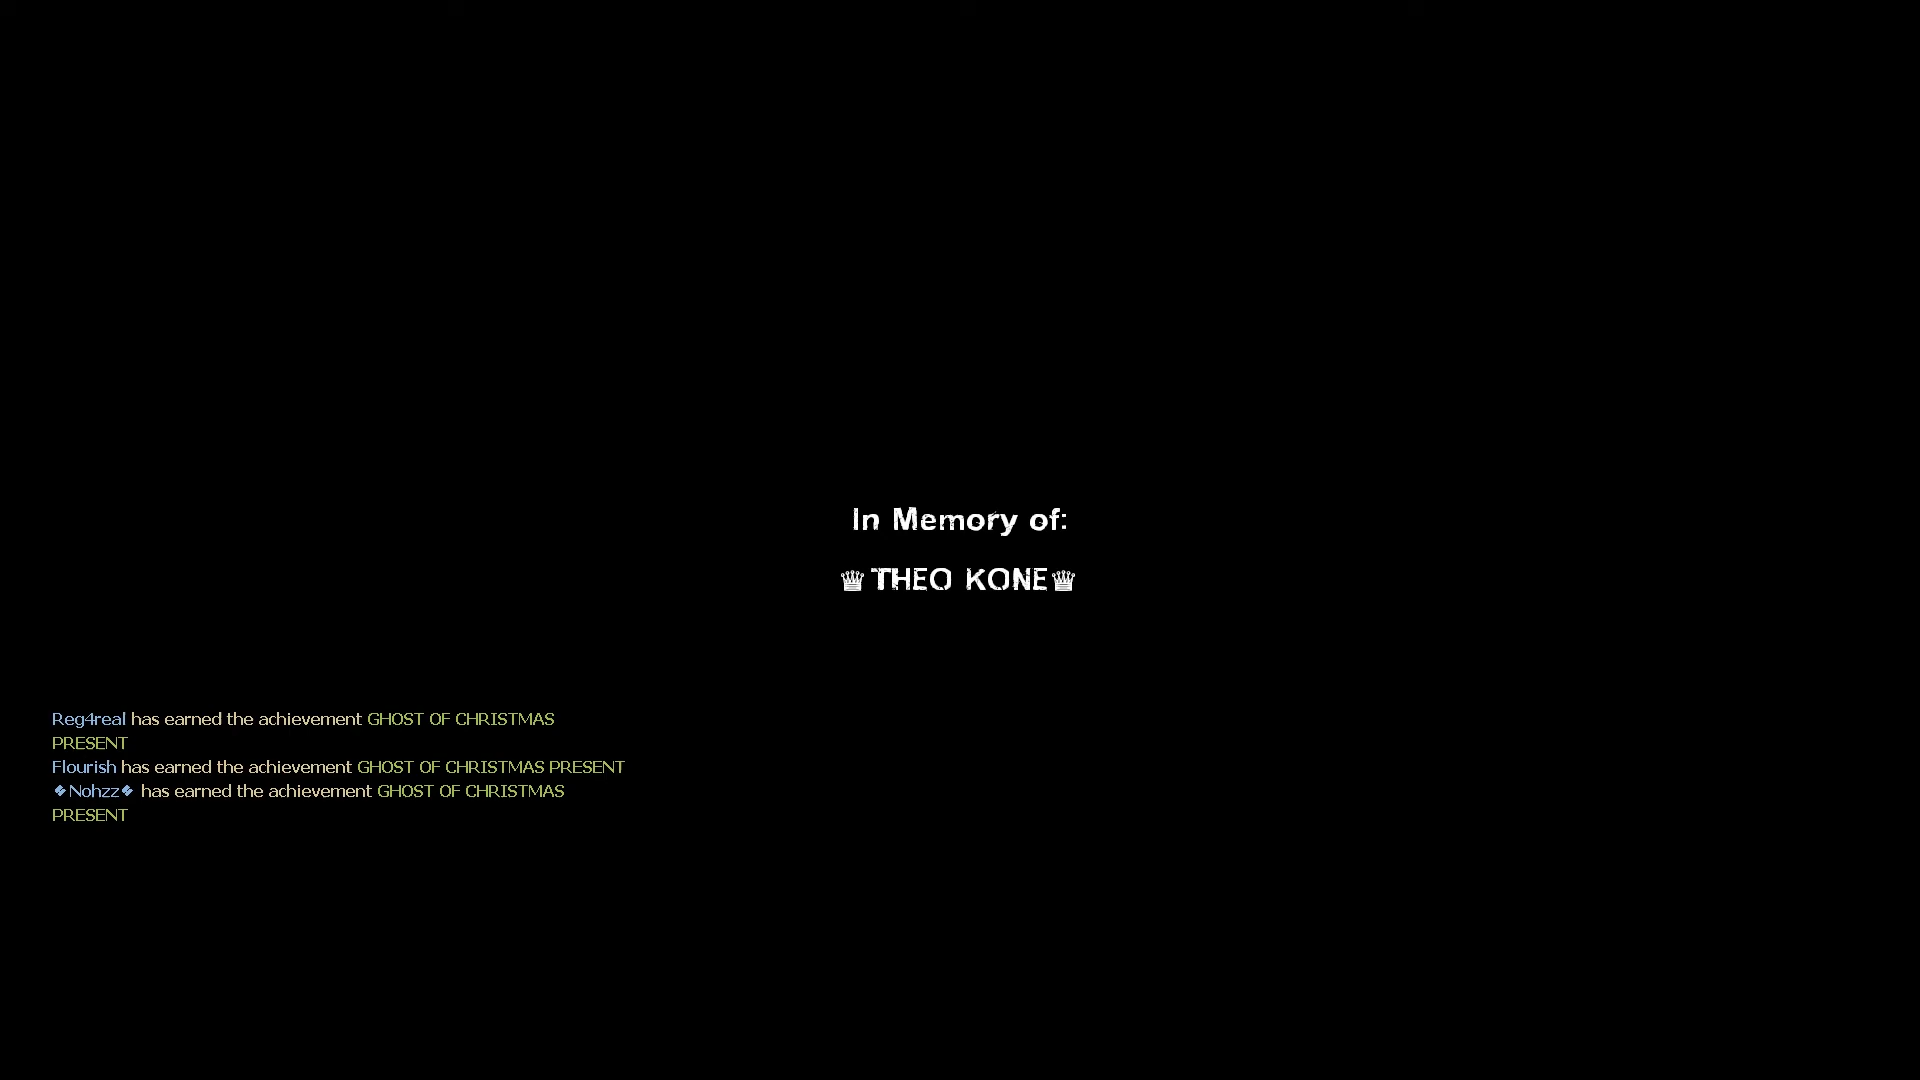 In Memory of:
♛THEO KONE♛
Reg4real has earned the achievement GHOST OF CHRISTMAS
PRESENT
Flourish has earned the achievement GHOST OF CHRISTMAS PRESENT
❖Nohzz❖ has earned the achievement GHOST OF CHRISTMAS
PRESENT